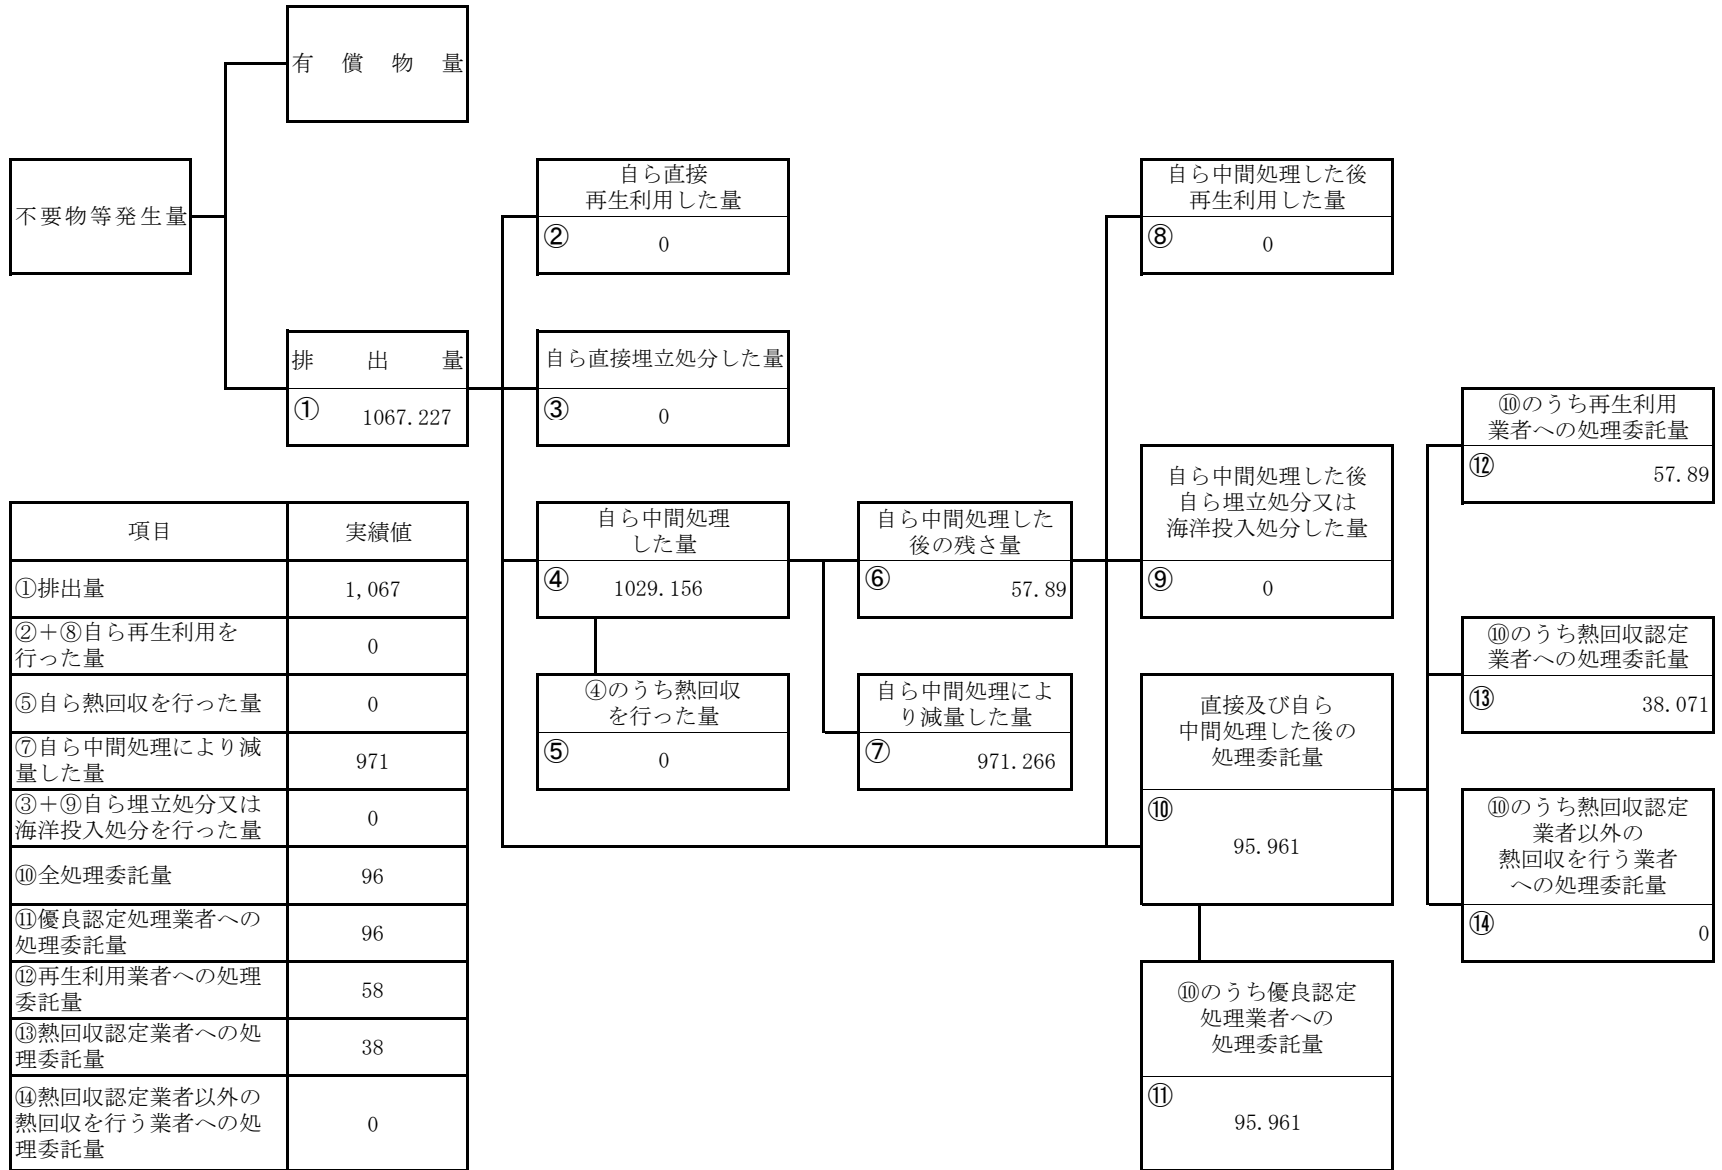 有償物量
不要物等発生量
排出量
① 1067.227
自ら直接
再生利用した量
② 0
自ら直接埋立処分した量
③ 0
自ら中間処理
した量
④ 1029.156
④のうち熱回収
を行った量
⑤ 0
自ら中間処理した
後の残さ量
⑥ 57.89
自ら中間処理によ
り減量した量
⑦ 971.266
自ら中間処理した後
再生利用した量
⑧ 0
自ら中間処理した後
自ら埋立処分又は
海洋投入処分した量
⑨ 0
直接及び自ら
中間処理した後の
処理委託量
⑩
95.961
⑩のうち優良認定
処理業者への
処理委託量
⑪
95.961
⑩のうち再生利用
業者への処理委託量
⑫ 57.89
⑩のうち熱回収認定
業者への処理委託量
⑬ 38.071
⑩のうち熱回収認定
業者以外の
熱回収を行う業者
への処理委託量
⑭ 0
項目 実績値
①排出量 1,067
②+⑧自ら再生利用を
行った量 0
⑤自ら熱回収を行った量 0
⑦自ら中間処理により減
量した量 971
③+⑨自ら埋立処分又は
海洋投入処分を行った量 0
⑩全処理委託量 96
⑪優良認定処理業者への
処理委託量 96
⑫再生利用業者への処理
委託量 58
⑬熱回収認定業者への処
理委託量 38
⑭熱回収認定業者以外の
熱回収を行う業者への処 0
理委託量